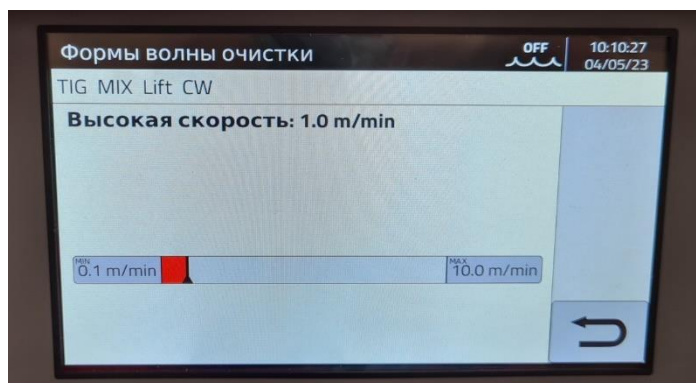 Формы волны очистки
OFF
10:10:27
04/05/23
TIG MIX Lift CW
Высокая скорость: 1.0 m/min
MIN
0.1 m/min
MAX
10.0 m/min